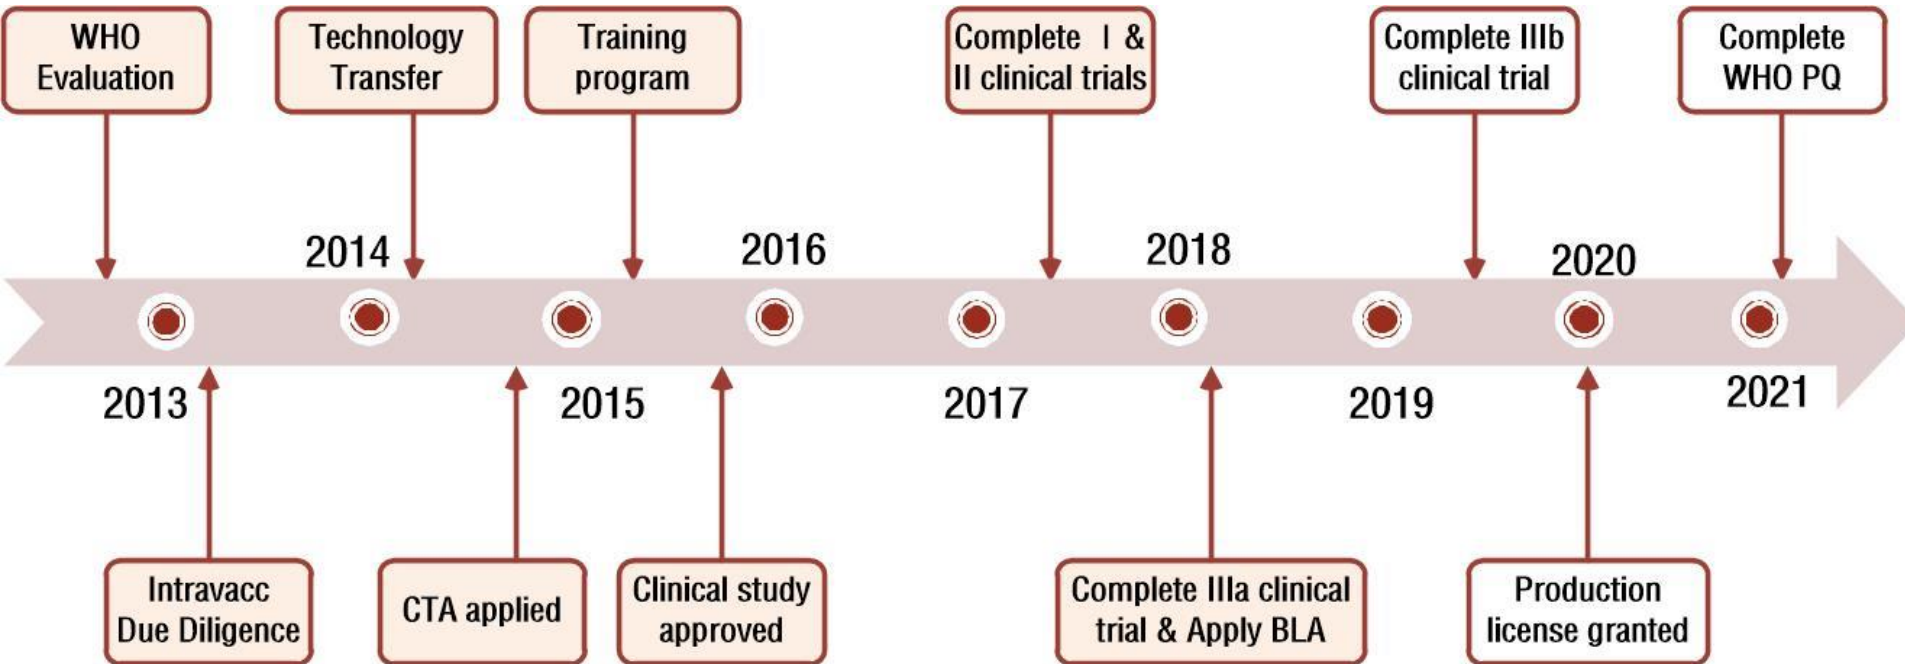 WHO
Evaluation
Technology
Transfer
Training
program
Complete I &
II clinical trials
Complete IIIb
clinical trial
Complete
WHO PQ
2014
2016
2018
2020
2013
2015
2017
2019
2021
Intravacc
Due Diligence
CTA applied
Clinical study
approved
Complete IIIa clinical
trial & Apply BLA
Production
license granted